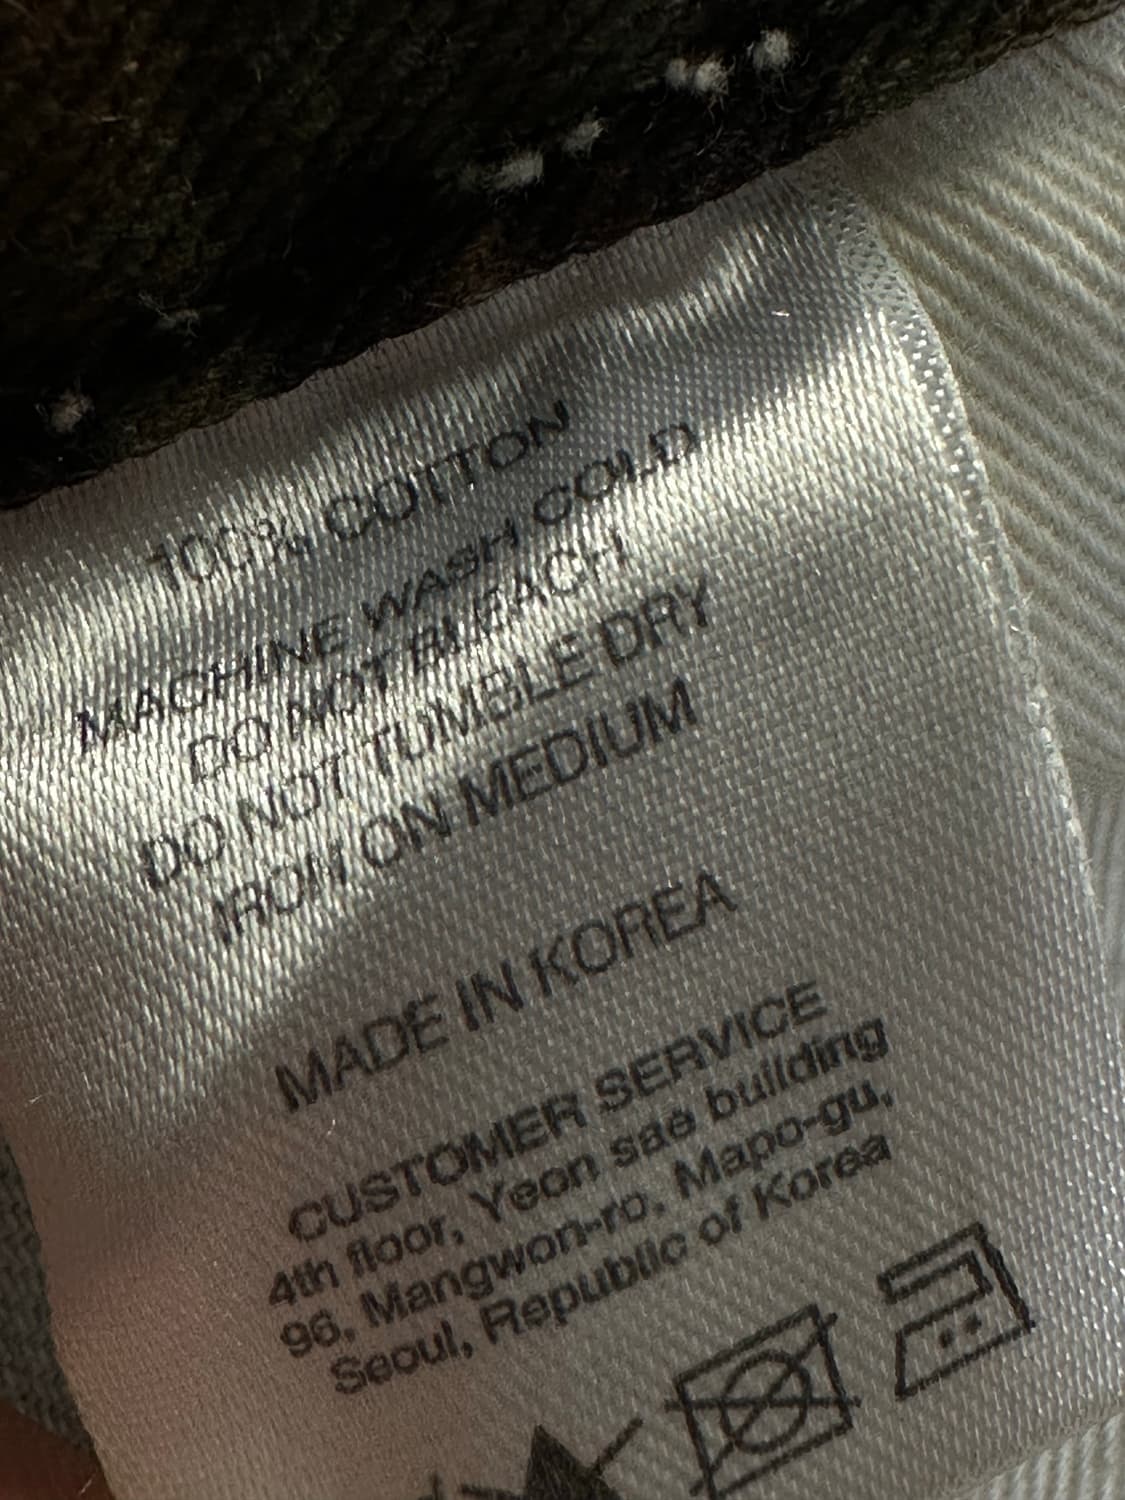 100% COTTON
MACHINE WASH COLD
DO NOT BLEACH
DO NOT TUMBLE DRY
IRON ON MEDIUM
MADE IN KOREA
CUSTOMER SERVICE
4th floor, Yeon sae building
96, Mangwon-ro, Mapo-gu,
Seoul, Republic of Korea